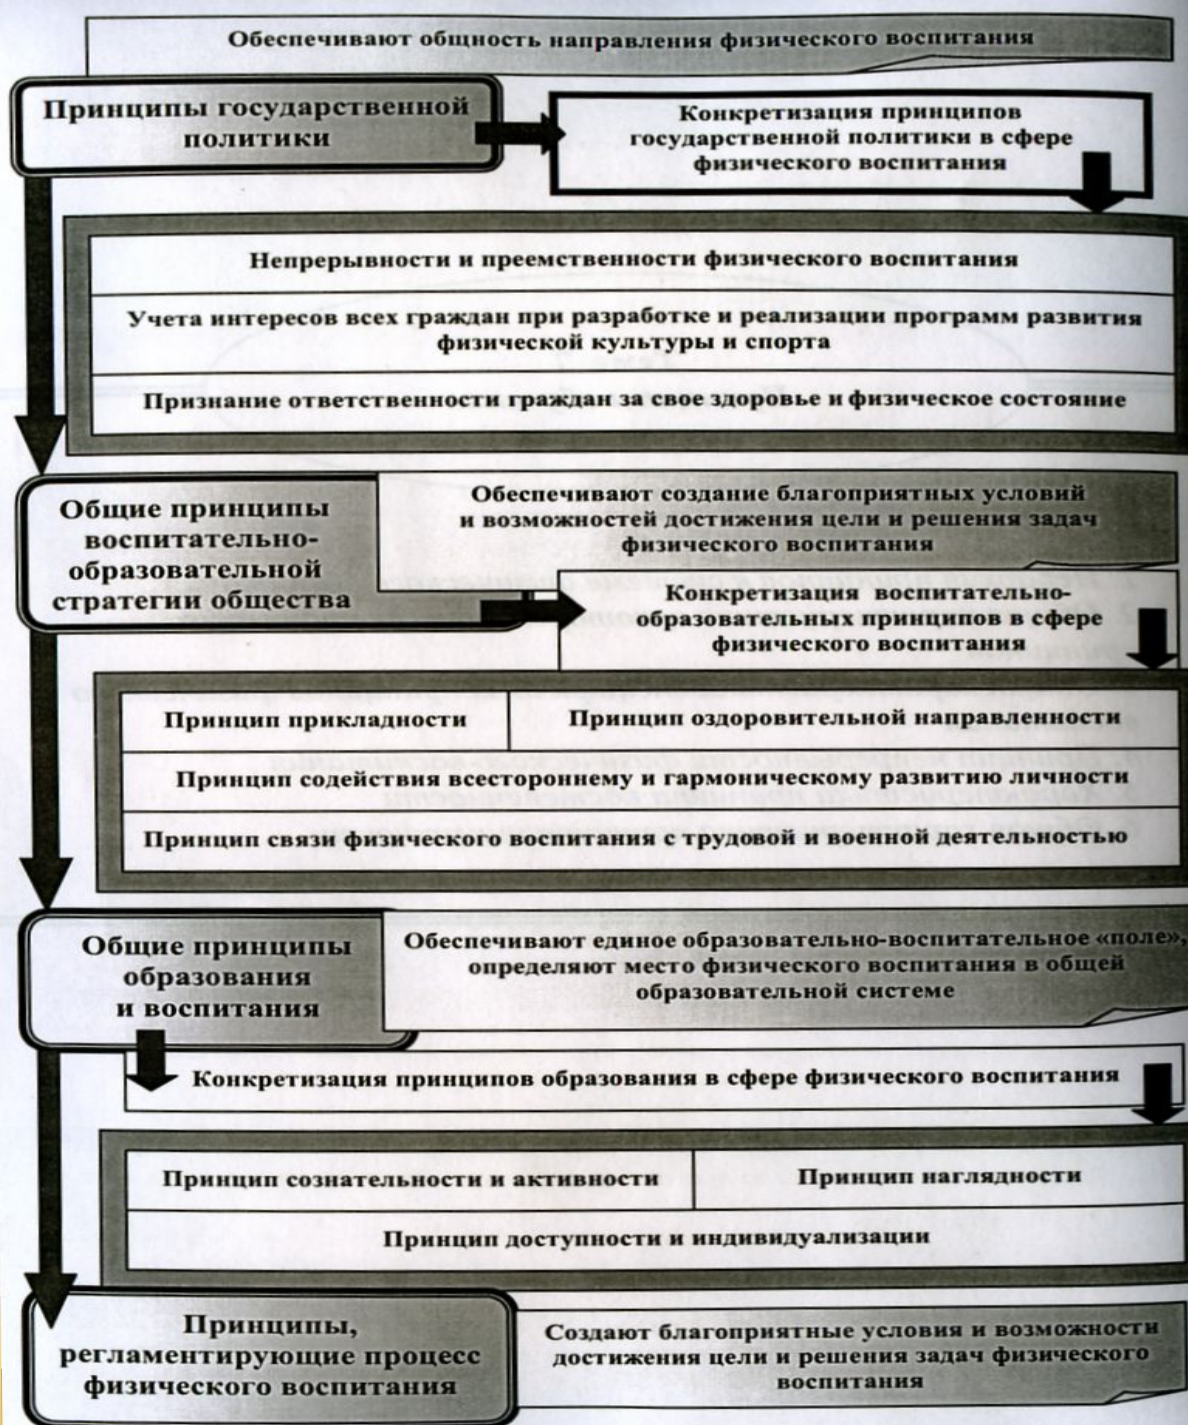 Обеспечивают общность направления физического воспитания
Принципы государственной
политики
Конкретизация принципов
государственной политики в сфере
физического воспитания
Непрерывности и преемственности физического воспитания
Учета интересов всех граждан при разработке и реализации программ развития
физической культуры и спорта
Признание ответственности граждан за свое здоровье и физическое состояние
Общие принципы
воспитательно-
образовательной
стратегии общества
Обеспечивают создание благоприятных условий
и возможностей достижения цели и решения задач
физического воспитания
Конкретизация воспитательно-
образовательных принципов в сфере
физического воспитания
Принцип прикладности
Принцип оздоровительной направленности
Принцип содействия всестороннему и гармоническому развитию личности
Принцип связи физического воспитания с трудовой и военной деятельностью
Общие принципы
образования
и воспитания
Обеспечивают единое образовательно-воспитательное «поле»,
определяют место физического воспитания в общей
образовательной системе
Конкретизация принципов образования в сфере физического воспитания
Принцип сознательности и активности
Принцип наглядности
Принцип доступности и индивидуализации
Принципы,
регламентирующие процесс
физического воспитания
Создают благоприятные условия и возможности
достижения цели и решения задач физического
воспитания